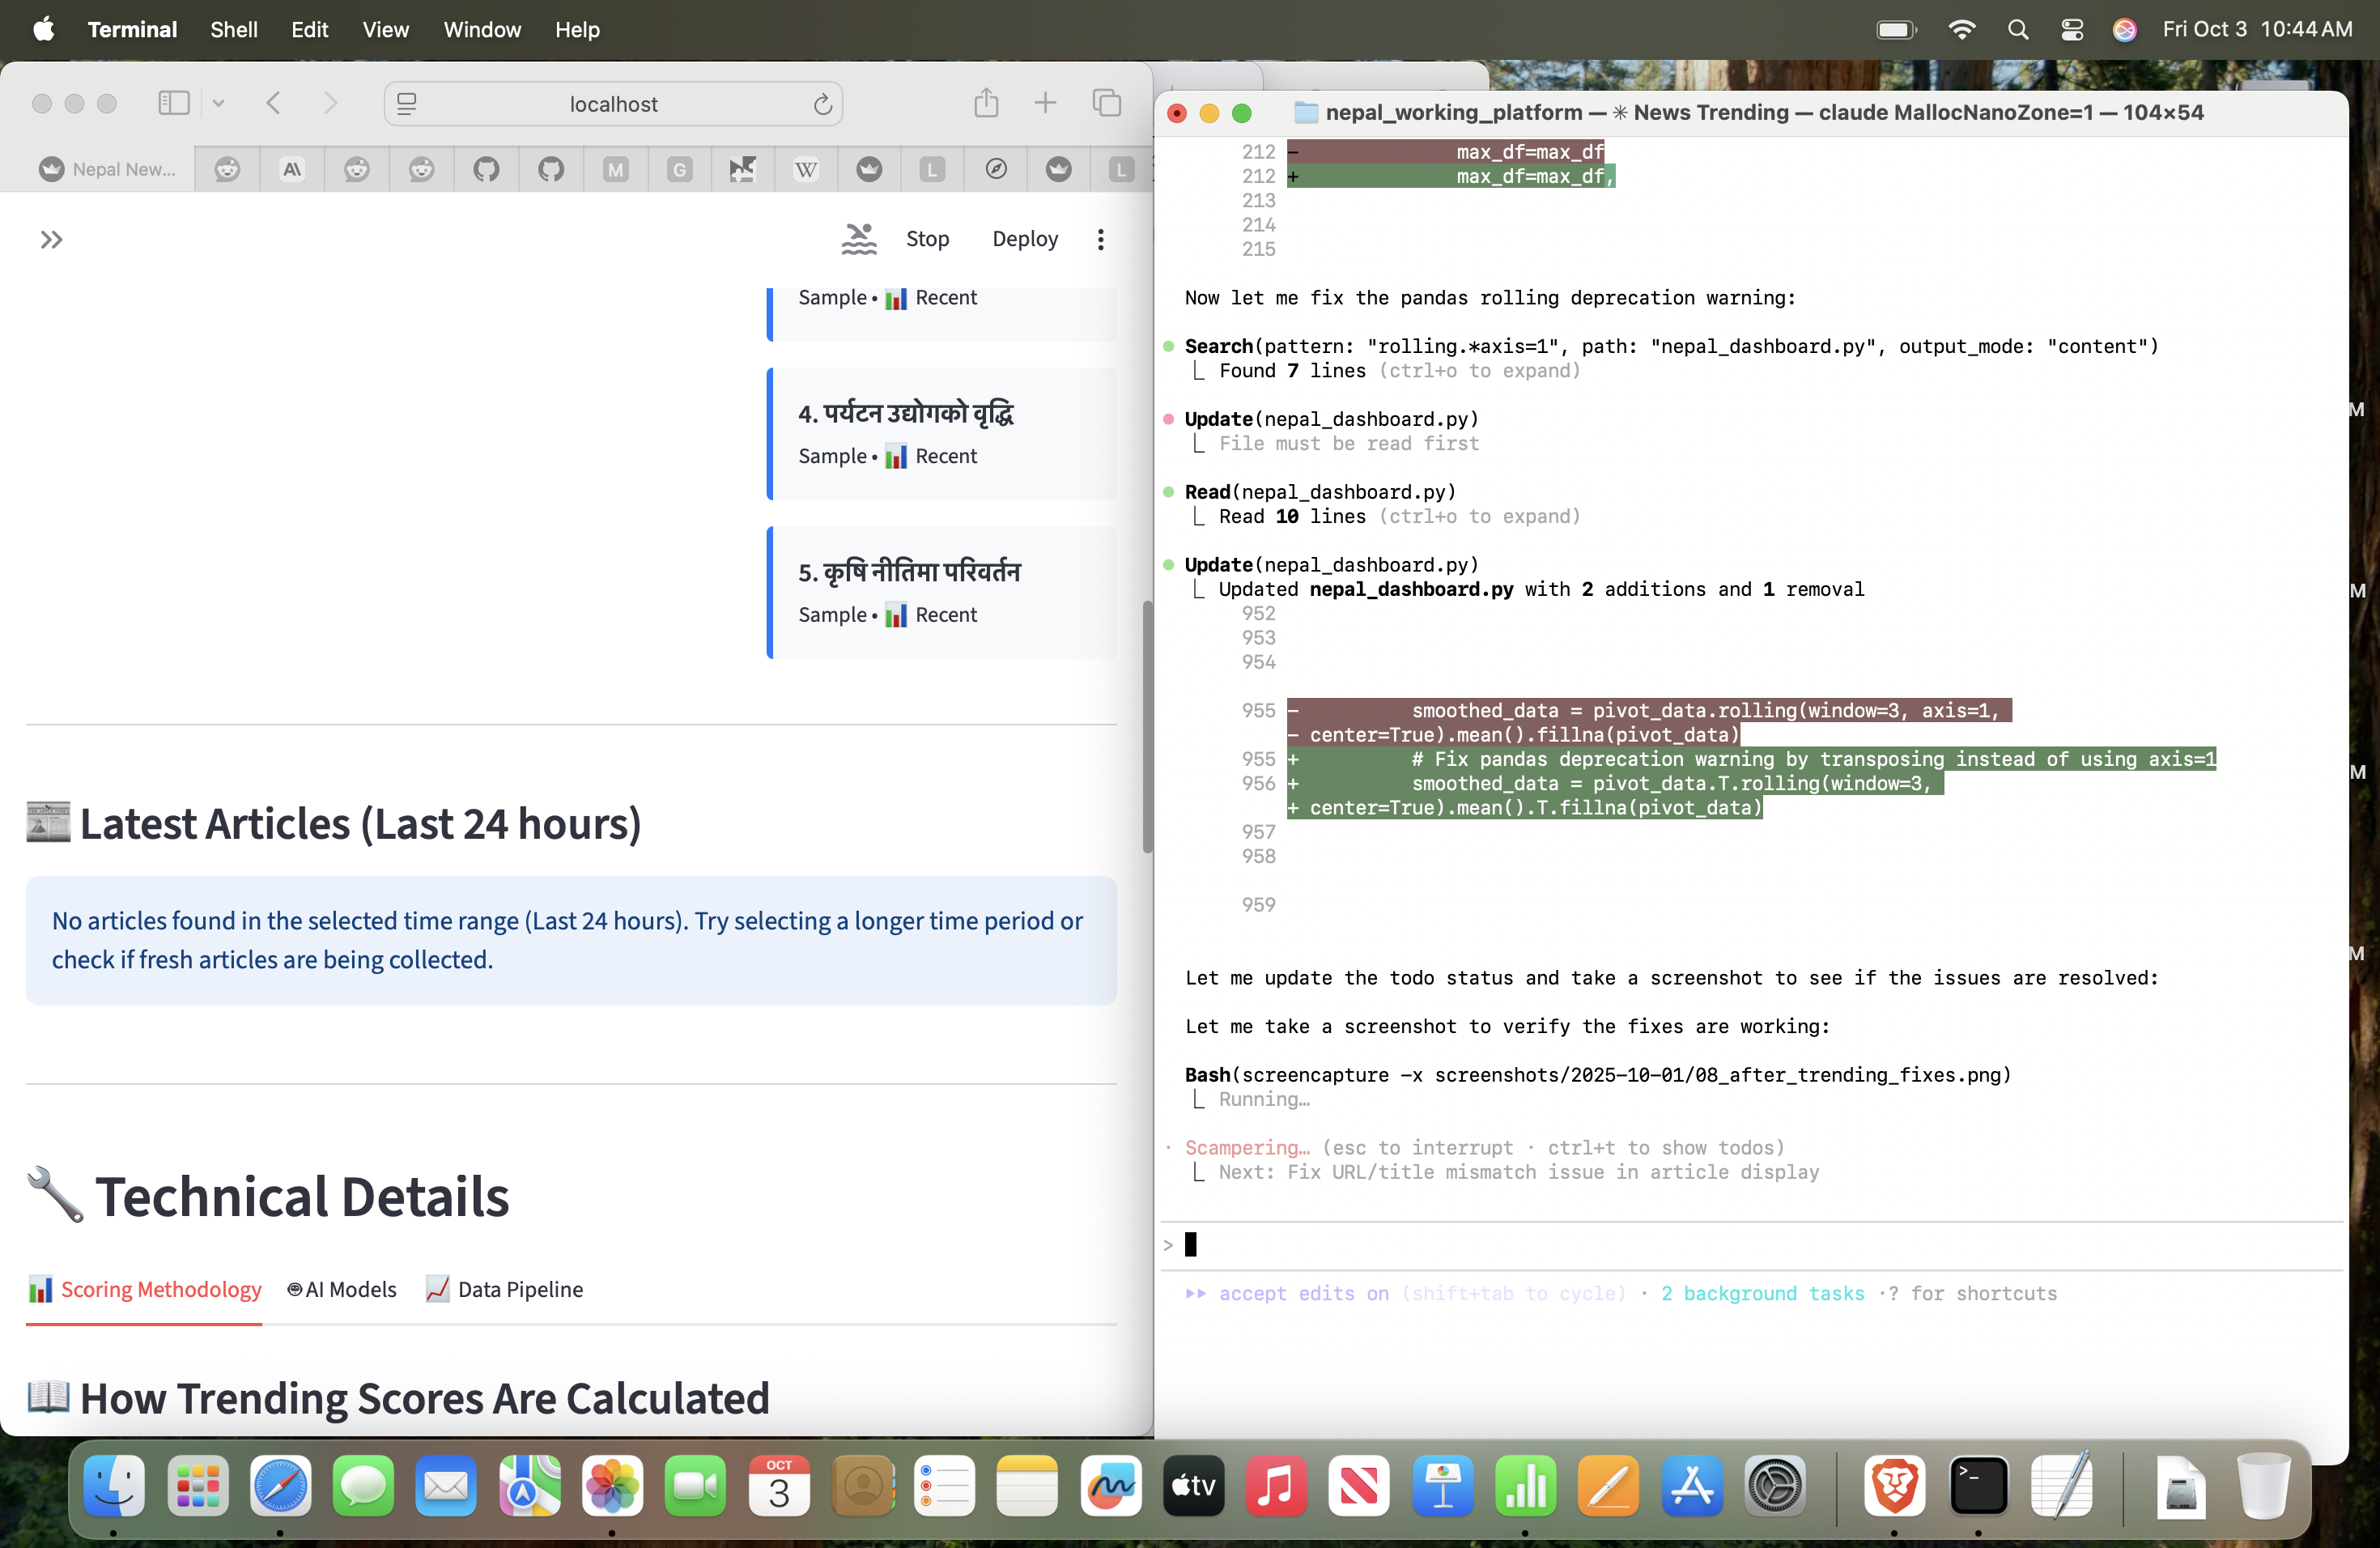 Terminal Shell Edit View Window Help
Fri Oct 3 10:44 AM
localhost
Nepal New...
Stop Deploy
Sample • 📊 Recent
4. पर्यटन उद्योगको वृद्धि
Sample • 📊 Recent
5. कृषि नीतिमा परिवर्तन
Sample • 📊 Recent
📰 Latest Articles (Last 24 hours)
No articles found in the selected time range (Last 24 hours). Try selecting a longer time period or
check if fresh articles are being collected.
🔧 Technical Details
📊 Scoring Methodology AI Models 📈 Data Pipeline
📖 How Trending Scores Are Calculated
nepal_working_platform — ✳ News Trending — claude MallocNanoZone=1 — 104×54
212 - max_df=max_df
212 + max_df=max_df,
213
214
215
Now let me fix the pandas rolling deprecation warning:
Search(pattern: "rolling.*axis=1", path: "nepal_dashboard.py", output_mode: "content")
Found 7 lines (ctrl+o to expand)
Update(nepal_dashboard.py)
File must be read first
Read(nepal_dashboard.py)
Read 10 lines (ctrl+o to expand)
Update(nepal_dashboard.py)
Updated nepal_dashboard.py with 2 additions and 1 removal
952
953
954
955 - smoothed_data = pivot_data.rolling(window=3, axis=1,
- center=True).mean().fillna(pivot_data)
955 + # Fix pandas deprecation warning by transposing instead of using axis=1
956 + smoothed_data = pivot_data.T.rolling(window=3,
+ center=True).mean().T.fillna(pivot_data)
957
958
959
Let me update the todo status and take a screenshot to see if the issues are resolved:
Let me take a screenshot to verify the fixes are working:
Bash(screencapture -x screenshots/2025-10-01/08_after_trending_fixes.png)
Running…
· Scampering… (esc to interrupt · ctrl+t to show todos)
Next: Fix URL/title mismatch issue in article display
>
⏵⏵ accept edits on (shift+tab to cycle) · 2 background tasks ·? for shortcuts
M
M
M
M
OCT
3
tv